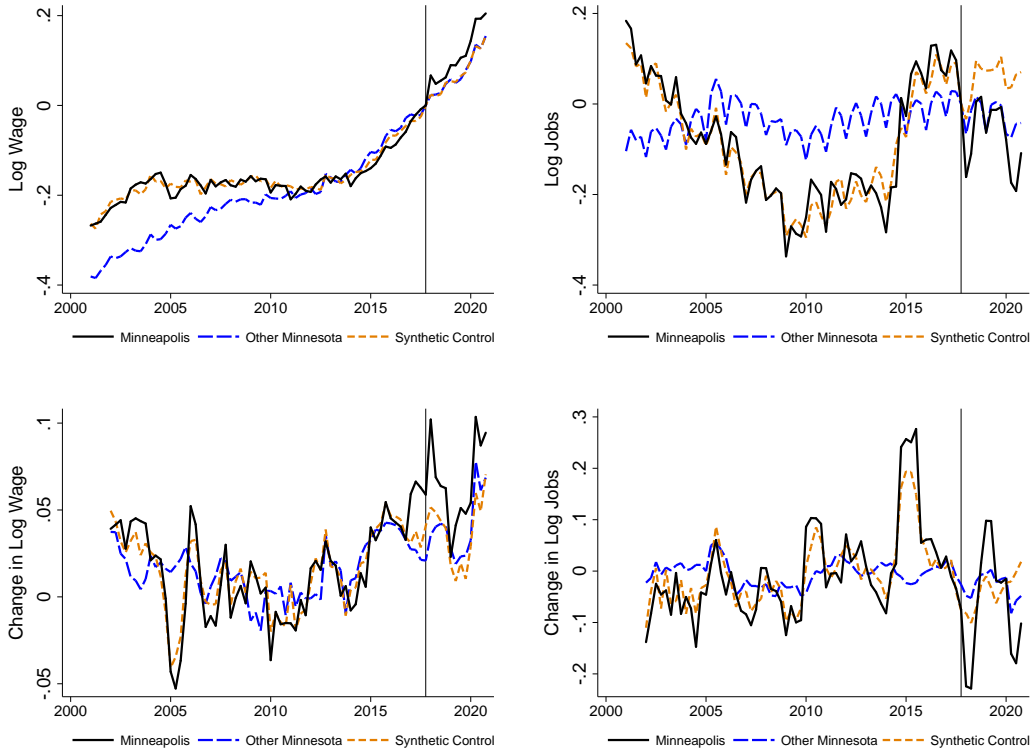 .2
0
-.2
-.4
Log Wage
2000 2005 2010 2015 2020
Minneapolis Other Minnesota Synthetic Control
.2
0
-.2
-.4
Log Jobs
2000 2005 2010 2015 2020
Minneapolis Other Minnesota Synthetic Control
.1
.05
0
-.05
Change in Log Wage
2000 2005 2010 2015 2020
Minneapolis Other Minnesota Synthetic Control
.3
.2
.1
0
-.1
-.2
Change in Log Jobs
2000 2005 2010 2015 2020
Minneapolis Other Minnesota Synthetic Control